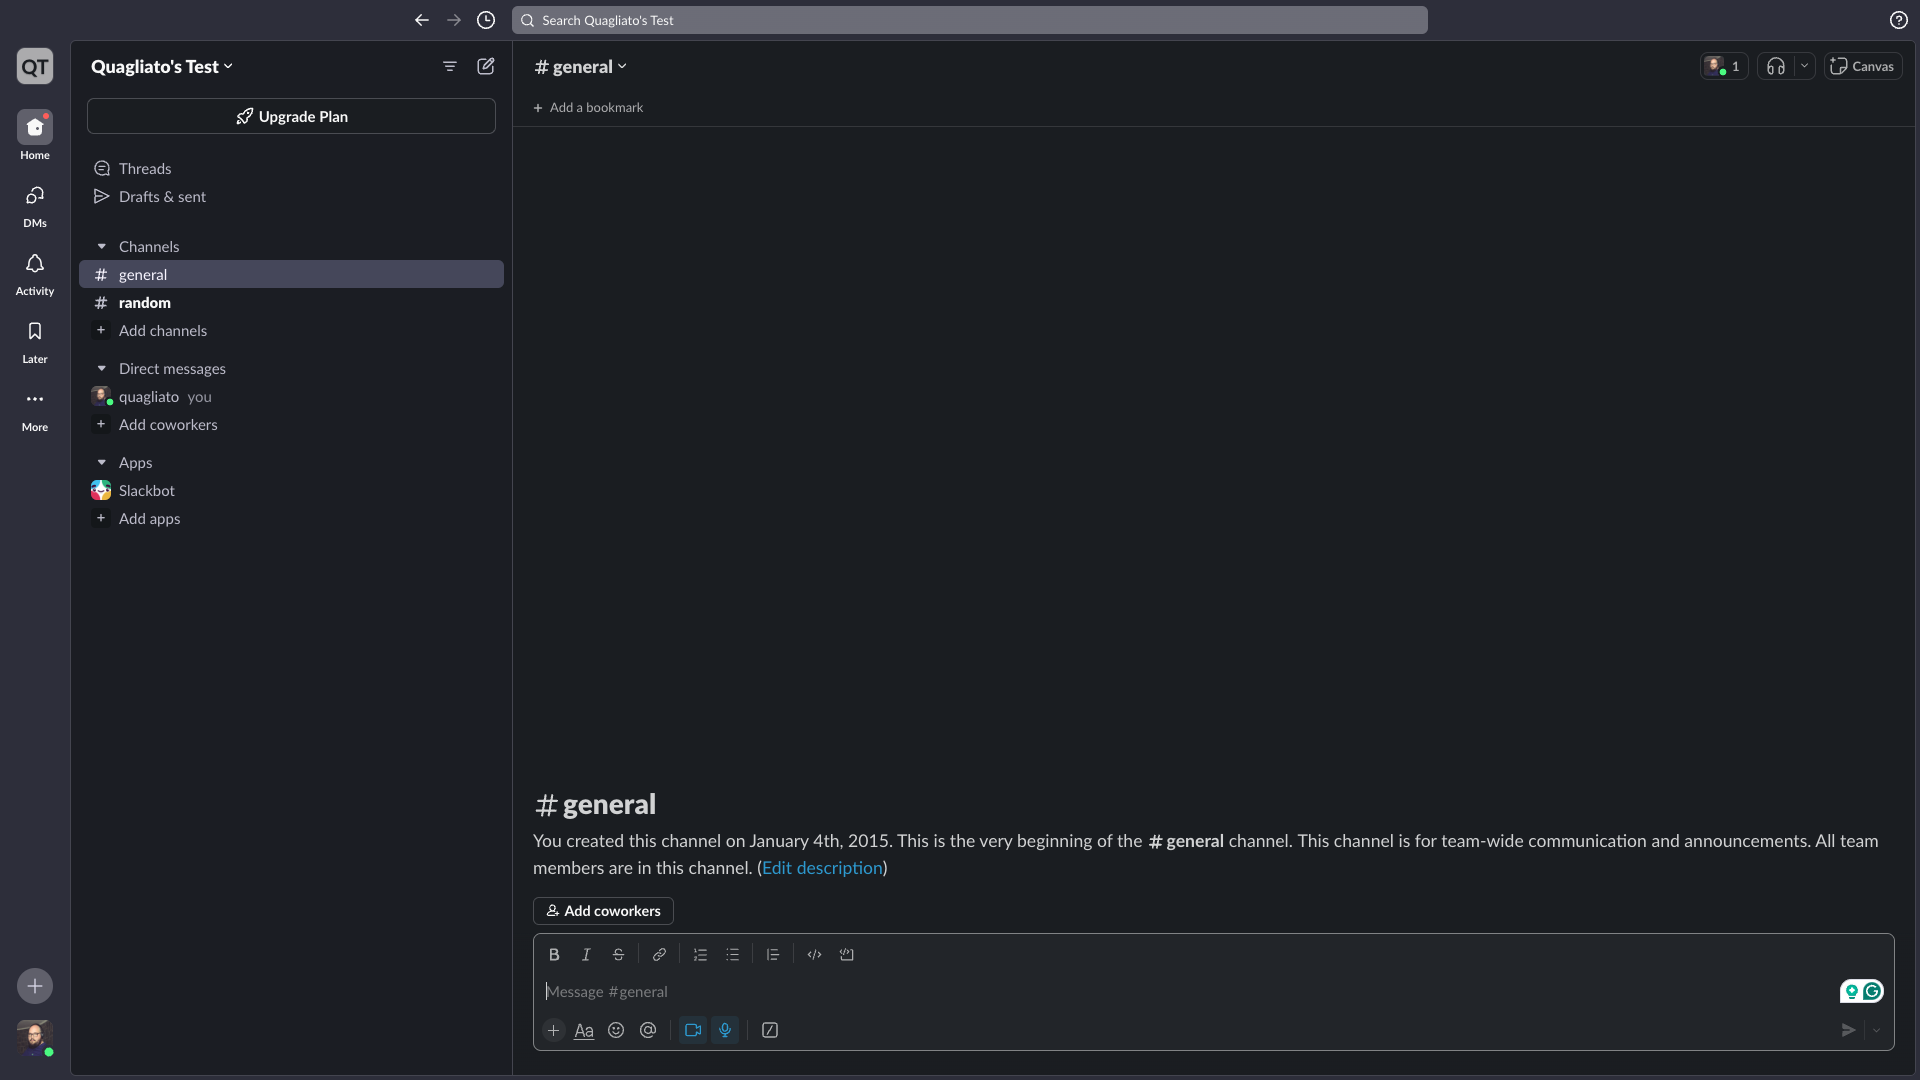 Search Quagliato's Test
QT
Quagliato's Test
general
1
Canvas
Upgrade Plan
+ Add a bookmark
Home
Threads
Drafts & sent
DMs
Channels
# general
Activity
# random
+ Add channels
Later
Direct messages
quagliato you
More
+ Add coworkers
Apps
Slackbot
+ Add apps
# general
You created this channel on January 4th, 2015. This is the very beginning of the # general channel. This channel is for team-wide communication and announcements. All team
members are in this channel. (Edit description)
Add coworkers
B I S
Message #general
+ Aa @